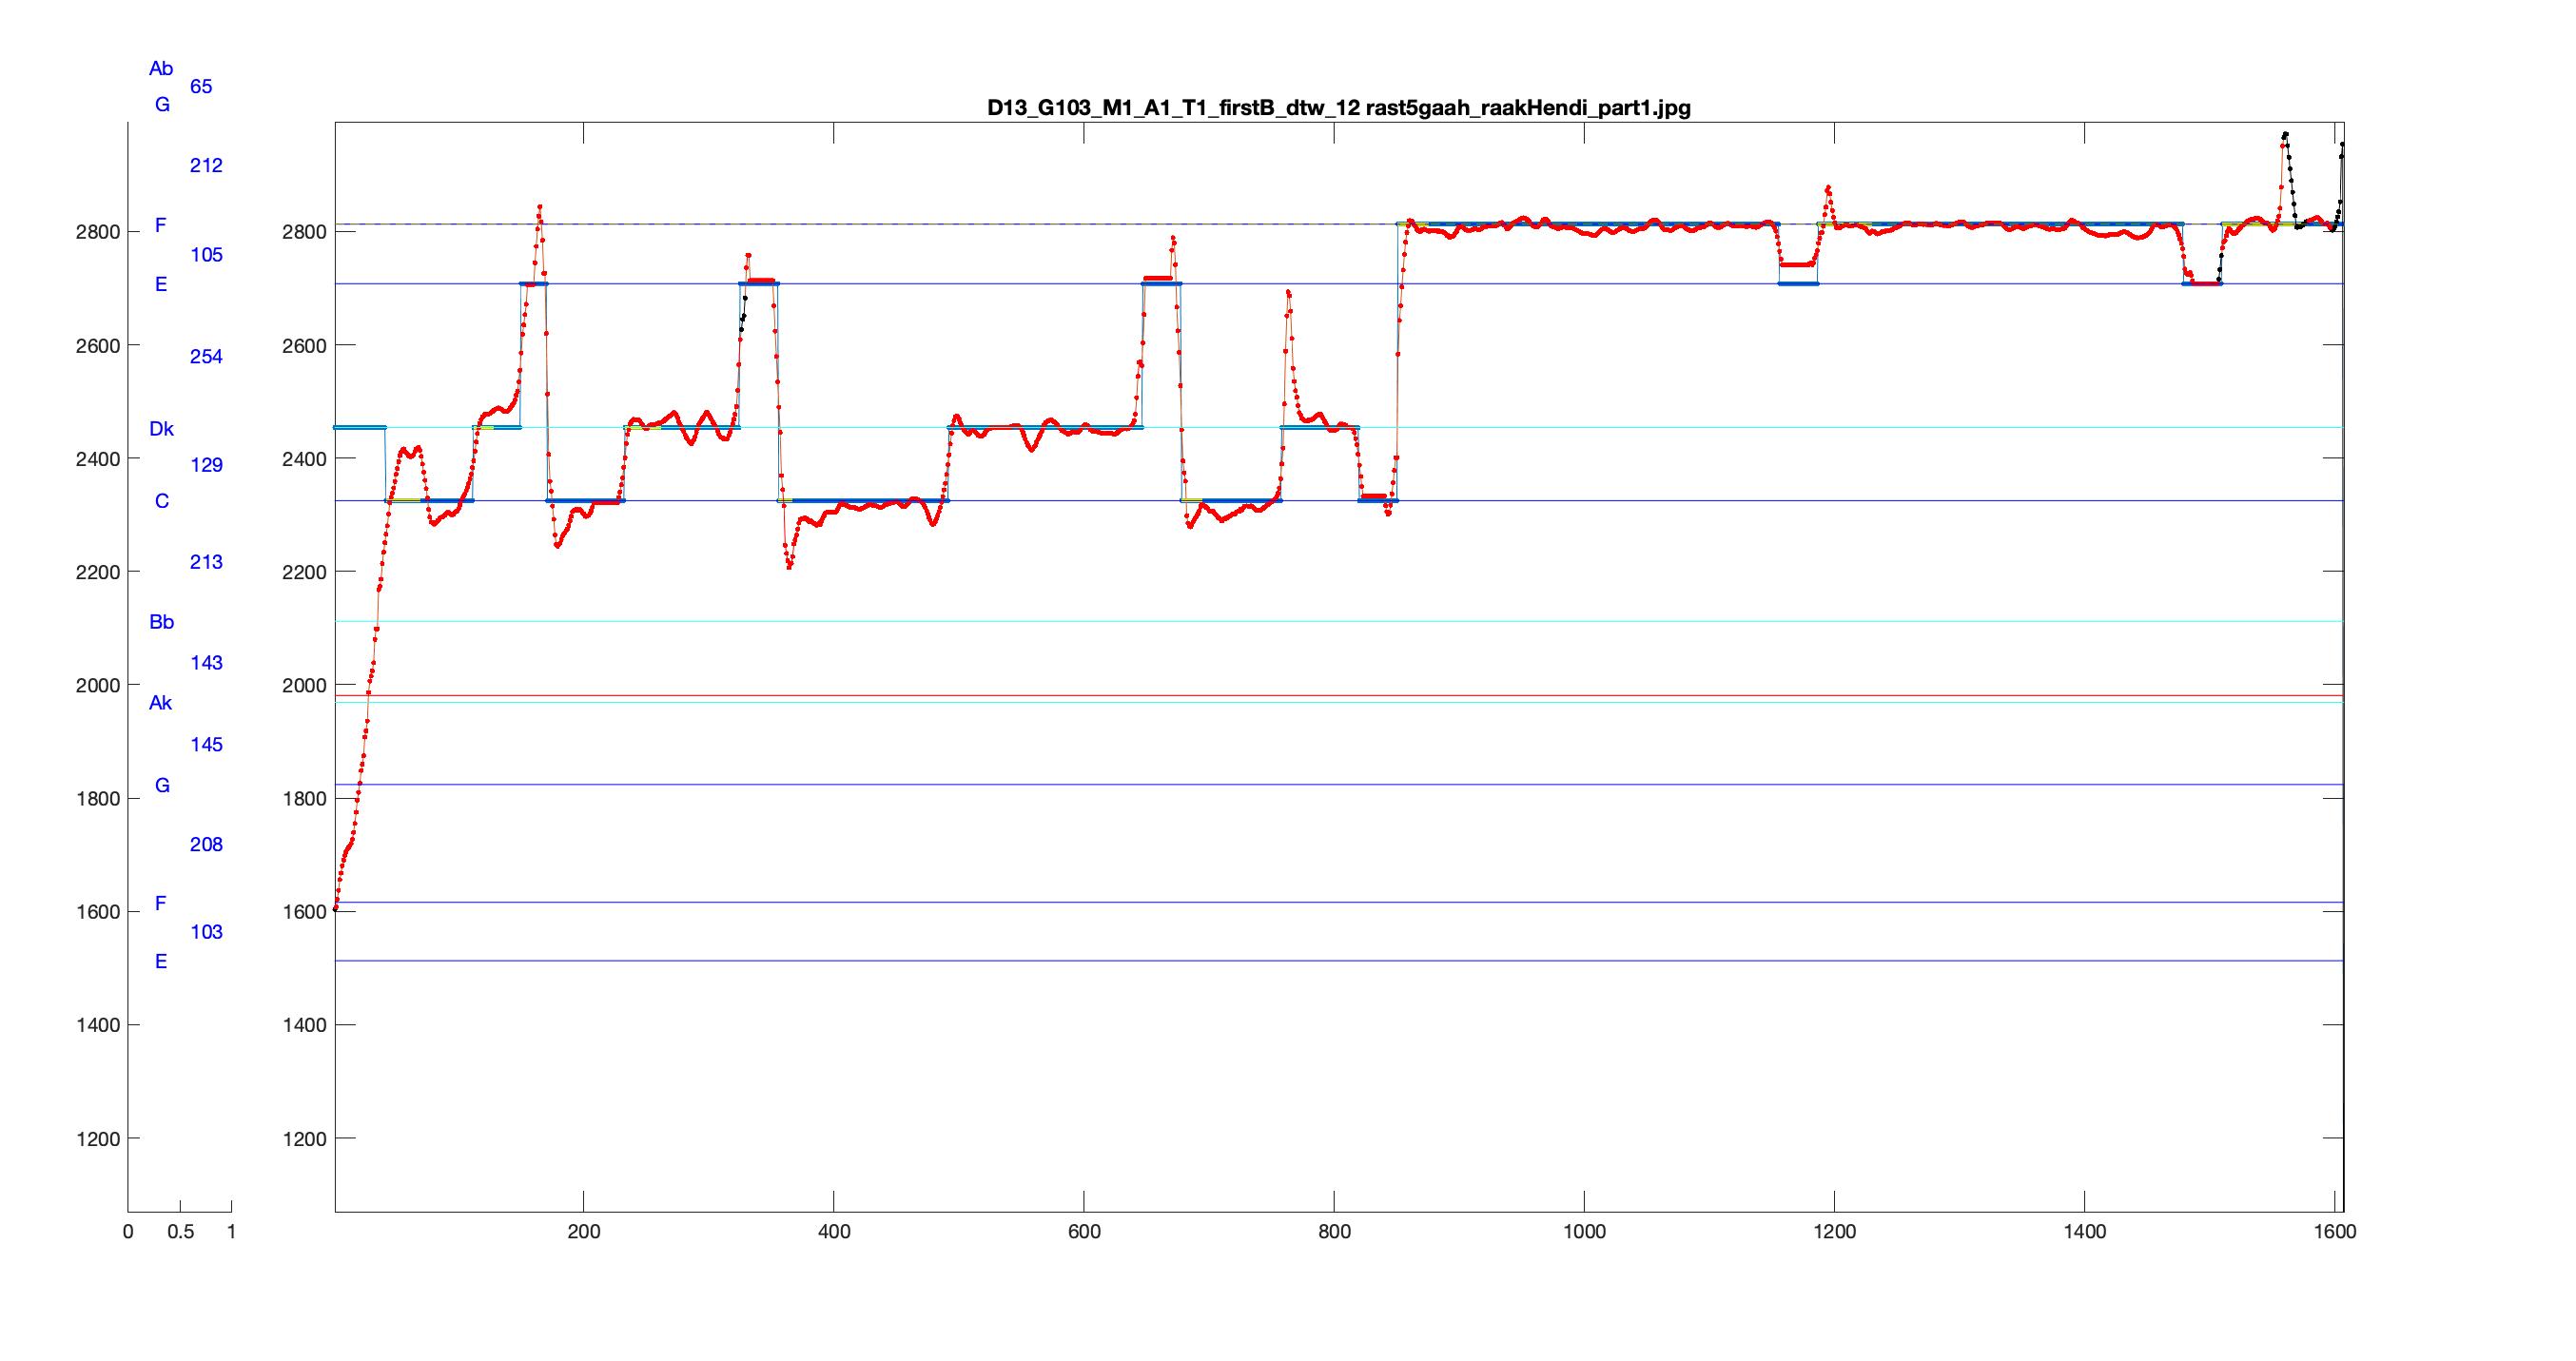 D13_G103_M1_A1_T1_firstB_dtw_12 rast5gaah_raakHendi_part1.jpg
Ab
65
G
212
2800 F 2800
105
E
2600 254 2600
Dk
2400 129 2400
C
2200 213 2200
Bb
143
2000 2000
Ak
145
G
1800 1800
208
1600 F 1600
103
E
1400 1400
1200 1200
0 0.5 1 200 400 600 800 1000 1200 1400 1600